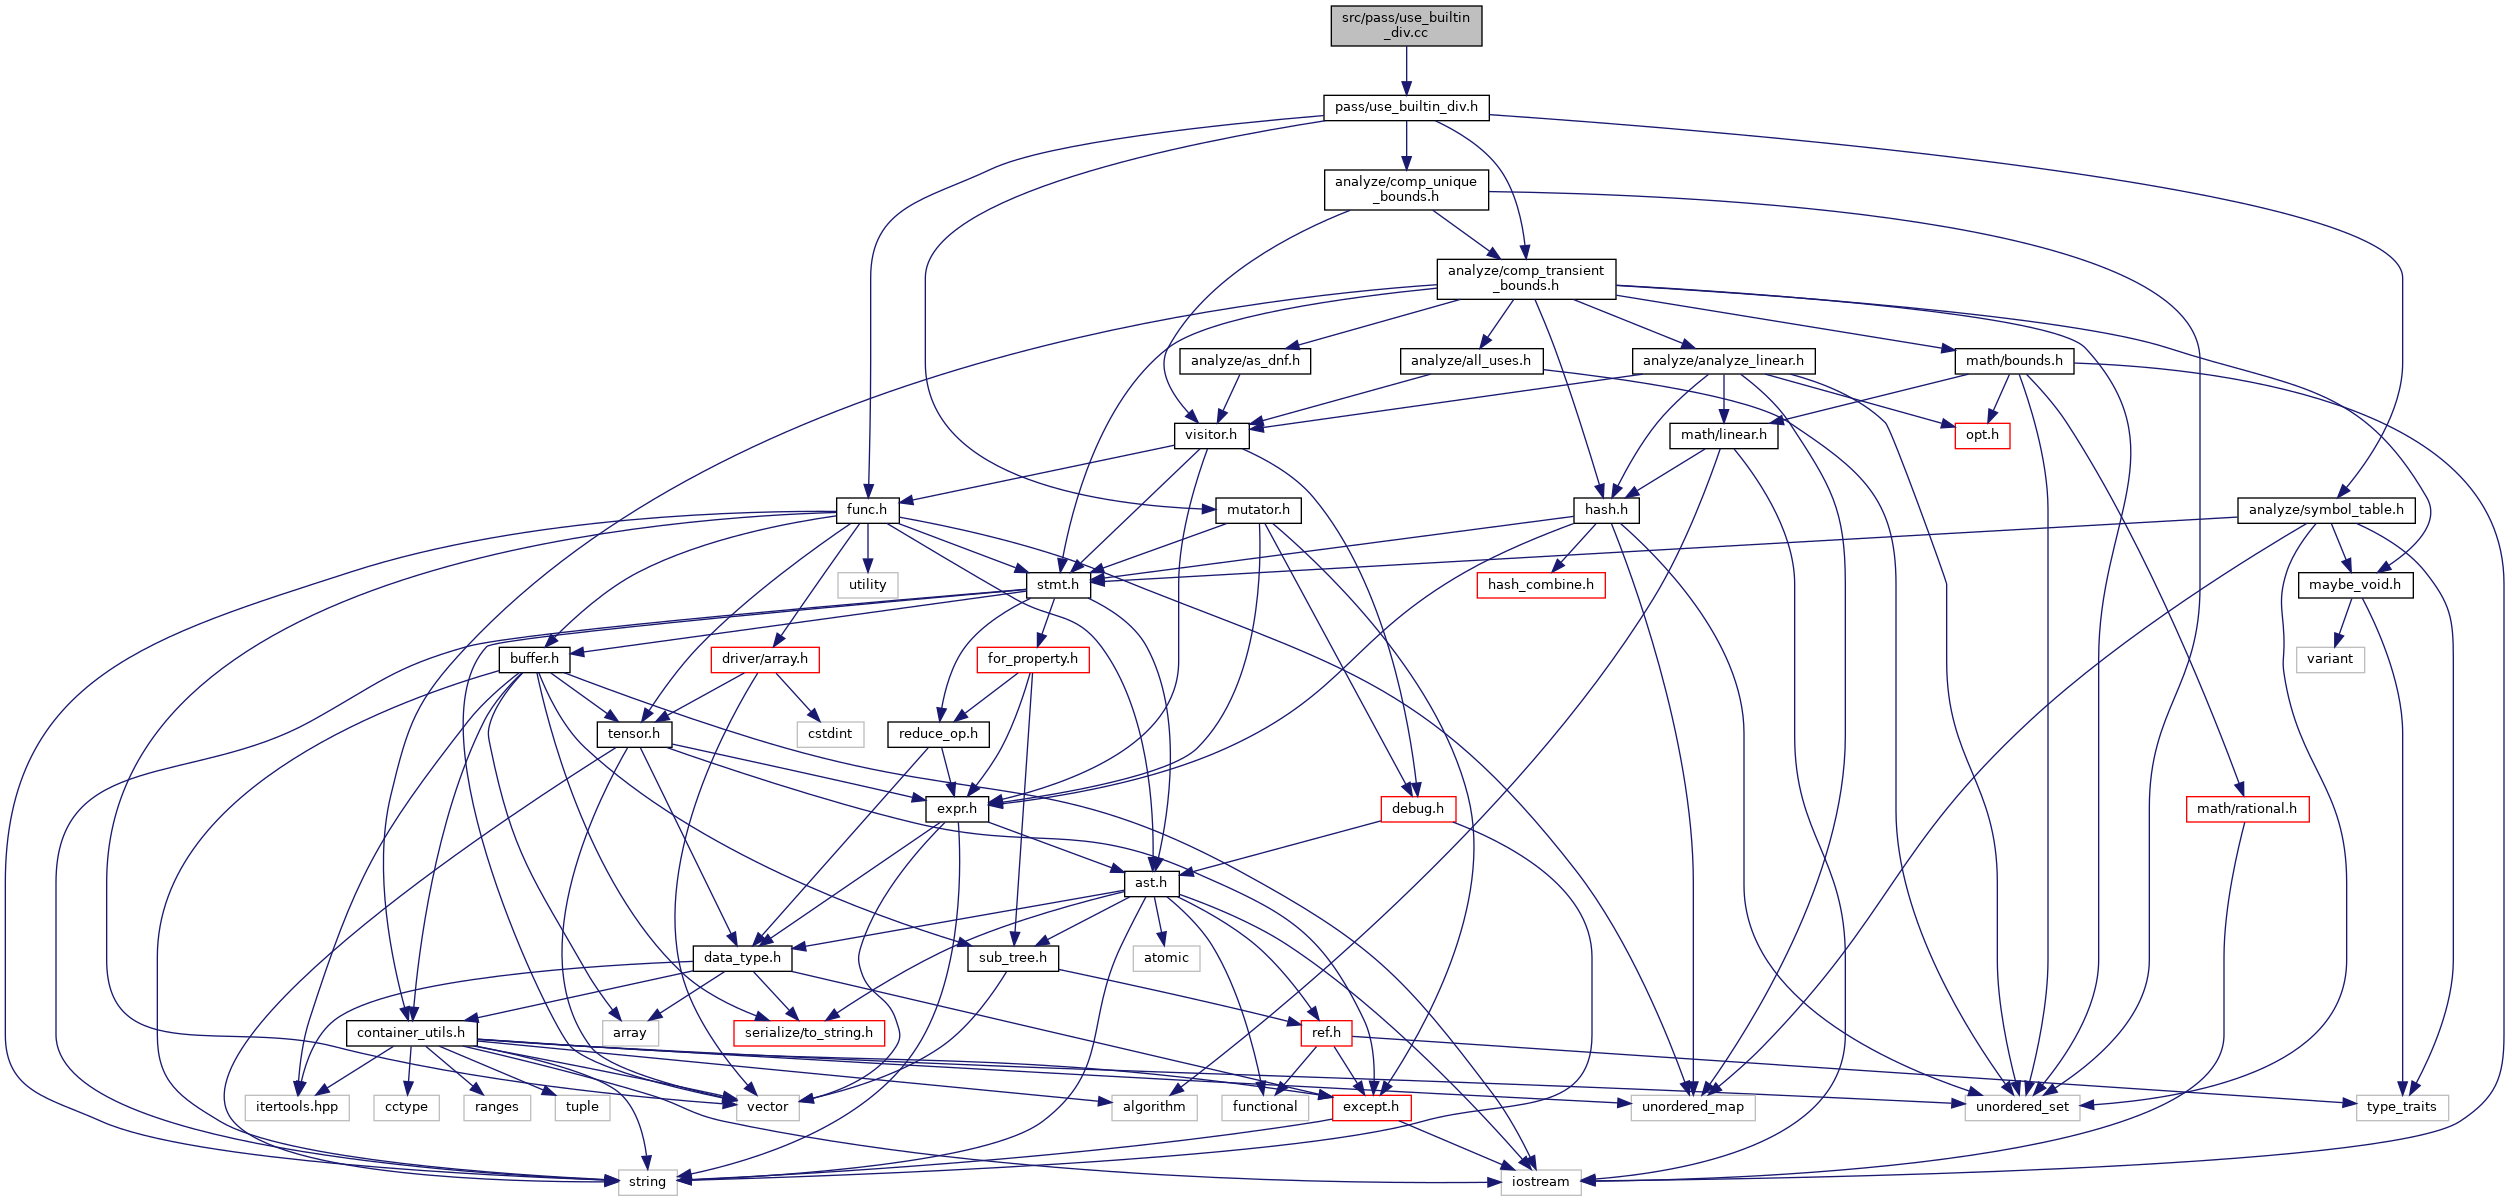 src/pass/use_builtin
_div.cc
pass/use_builtin_div.h
analyze/comp_unique
_bounds.h
analyze/comp_transient
_bounds.h
analyze/as_dnf.h
analyze/all_uses.h
analyze/analyze_linear.h
math/bounds.h
visitor.h
math/linear.h
opt.h
func.h
mutator.h
hash.h
analyze/symbol_table.h
utility
stmt.h
hash_combine.h
maybe_void.h
buffer.h
driver/array.h
for_property.h
variant
tensor.h
cstdint
reduce_op.h
expr.h
debug.h
math/rational.h
ast.h
data_type.h
sub_tree.h
atomic
container_utils.h
array
serialize/to_string.h
ref.h
itertools.hpp
cctype
ranges
tuple
vector
algorithm
functional
except.h
unordered_map
unordered_set
type_traits
string
iostream